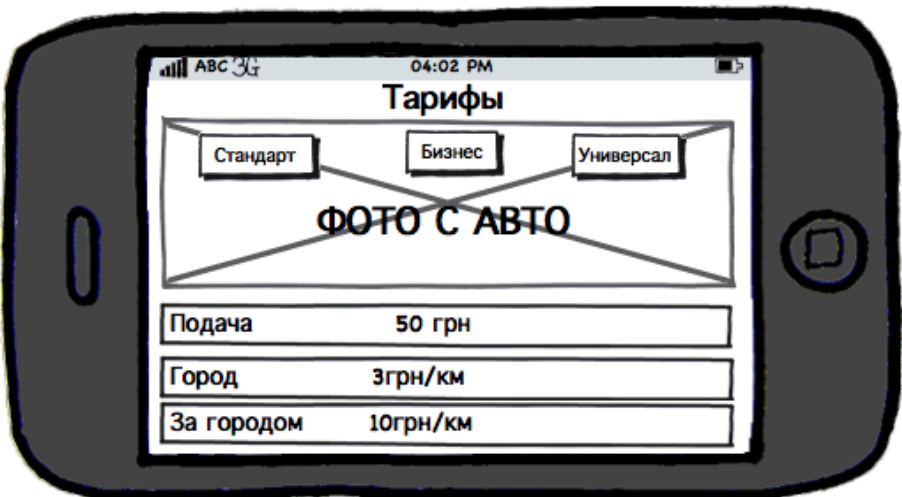 ABC 3G 04:02 PM
Тарифы
Стандарт Бизнес Универсал
ФОТО С АВТО
Подача 50 грн
Город 3грн/км
За городом 10грн/км